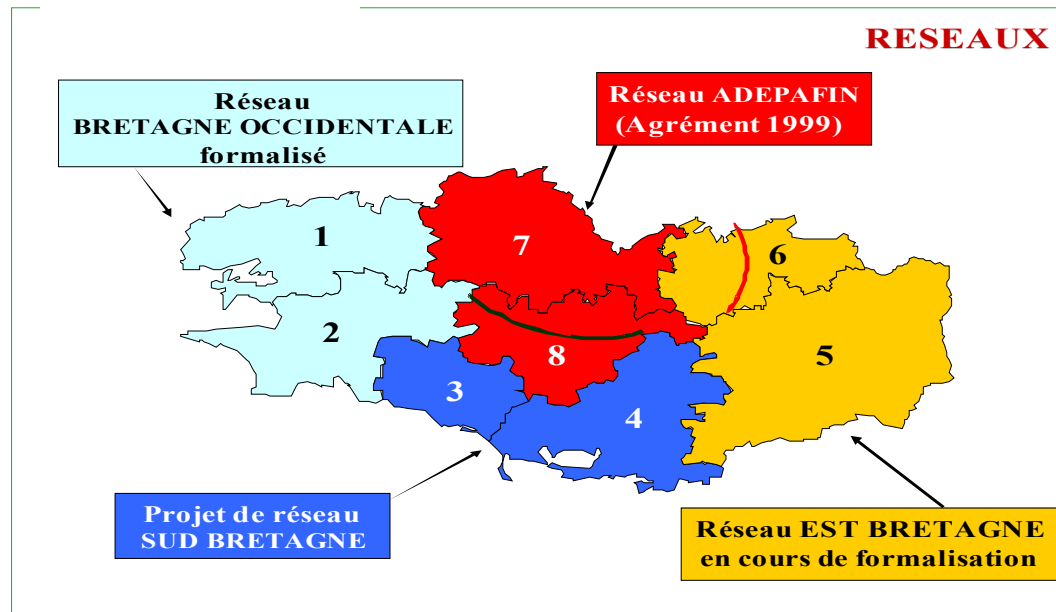 RESEAUX
Réseau
BRETAGNE OCCIDENTALE
formalisé
Réseau ADEPAFIN
(Agrément 1999)
1
7
6
2
8
5
3
4
Projet de réseau
SUD BRETAGNE
Réseau EST BRETAGNE
en cours de formalisation